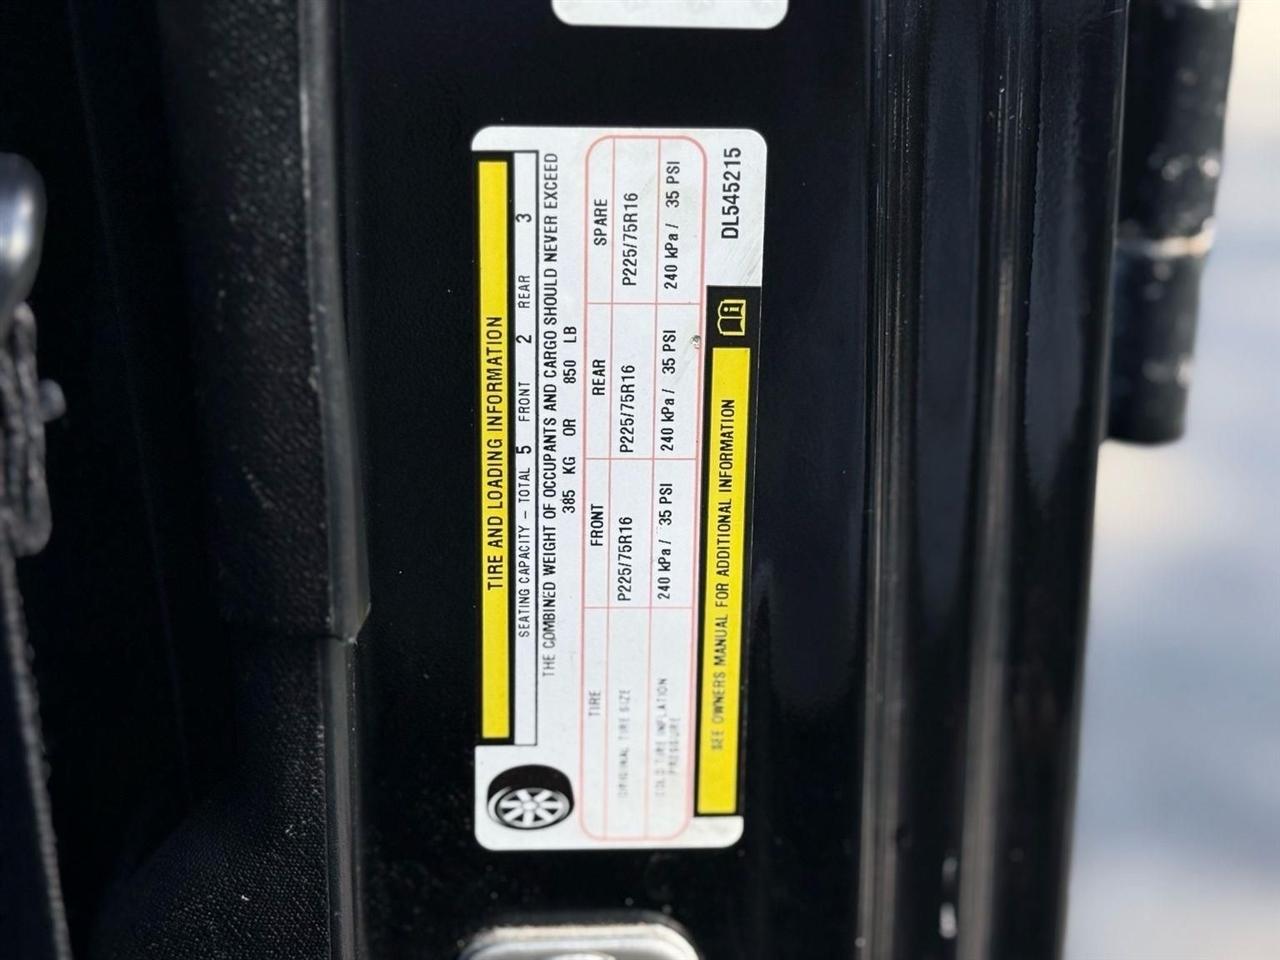 TIRE AND LOADING INFORMATION
SEATING CAPACITY – TOTAL 5 FRONT 2 REAR 3
THE COMBINED WEIGHT OF OCCUPANTS AND CARGO SHOULD NEVER EXCEED
385 KG OR 850 LB
TIRE FRONT REAR SPARE
ORIGINAL TIRE SIZE P225/75R16 P225/75R16 P225/75R16
COLD TIRE INFLATION PRESSURE 240 kPa / 35 PSI 240 kPa / 35 PSI 240 kPa / 35 PSI
SEE OWNERS MANUAL FOR ADDITIONAL INFORMATION
DL545215